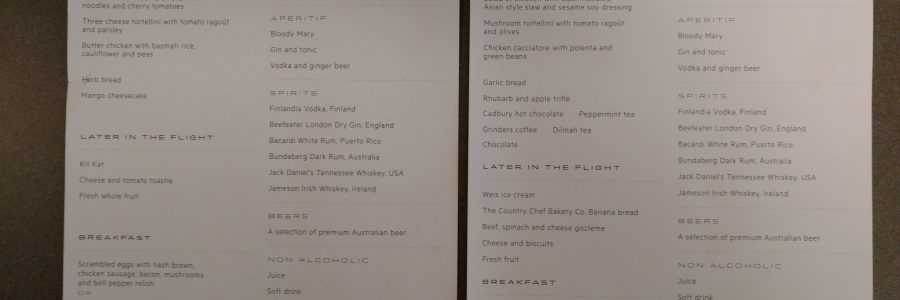 noodles and cherry tomatoes
Three cheese tortellini with tomato ragoût
and parsley
Butter chicken with basmati rice,
cauliflower and peas
Herb bread
Mango cheesecake
LATER IN THE FLIGHT
Kit Kat
Cheese and tomato toastie
Fresh whole fruit
BREAKFAST
Scrambled eggs with hash brown,
chicken sausage, bacon, mushrooms
and bell pepper relish
OR
APERITIF
Bloody Mary
Gin and tonic
Vodka and ginger beer
SPIRITS
Finlandia Vodka, Finland
Beefeater London Dry Gin, England
Bacardi White Rum, Puerto Rico
Bundaberg Dark Rum, Australia
Jack Daniel's Tennessee Whiskey, USA
Jameson Irish Whiskey, Ireland
BEERS
A selection of premium Australian beer
NON ALCOHOLIC
Juice
Soft drink
Asian style slaw and sesame soy dressing
Mushroom tortellini with tomato ragoût
and olives
Chicken cacciatore with polenta and
green beans
Garlic bread
Rhubarb and apple trifle
Cadbury hot chocolate Peppermint tea
Grinders coffee Dilmah tea
Chocolate
LATER IN THE FLIGHT
Weis ice cream
The Country Chef Bakery Co. Banana bread
Beef, spinach and cheese gozleme
Cheese and biscuits
Fresh fruit
BREAKFAST
APERITIF
Bloody Mary
Gin and tonic
Vodka and ginger beer
SPIRITS
Finlandia Vodka, Finland
Beefeater London Dry Gin, England
Bacardi White Rum, Puerto Rico
Bundaberg Dark Rum, Australia
Jack Daniel's Tennessee Whiskey, USA
Jameson Irish Whiskey, Ireland
BEERS
A selection of premium Australian beer
NON ALCOHOLIC
Juice
Soft drink